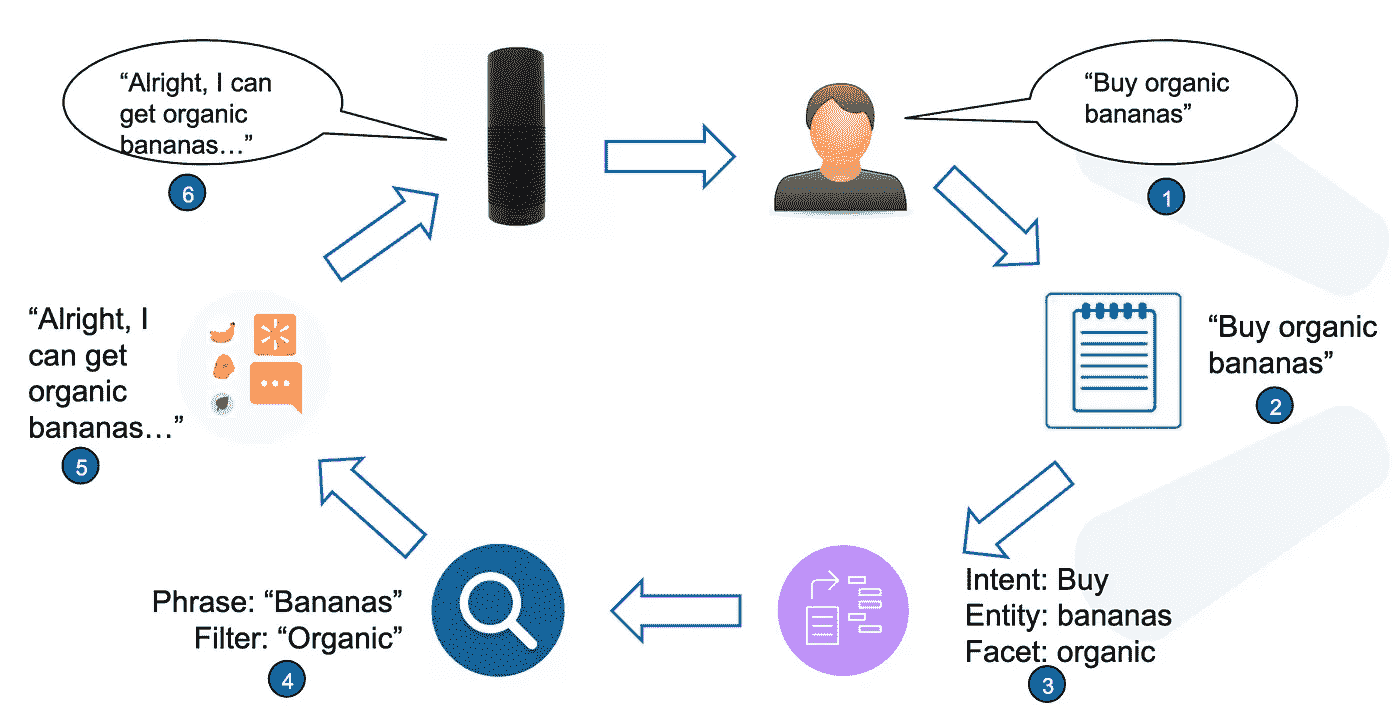 “Buy organic
bananas”
1
“Buy organic
bananas”
2
Intent: Buy
Entity: bananas
Facet: organic
3
Phrase: “Bananas”
Filter: “Organic”
4
“Alright, I
can get
organic
bananas…”
5
“Alright, I can
get organic
bananas…”
6